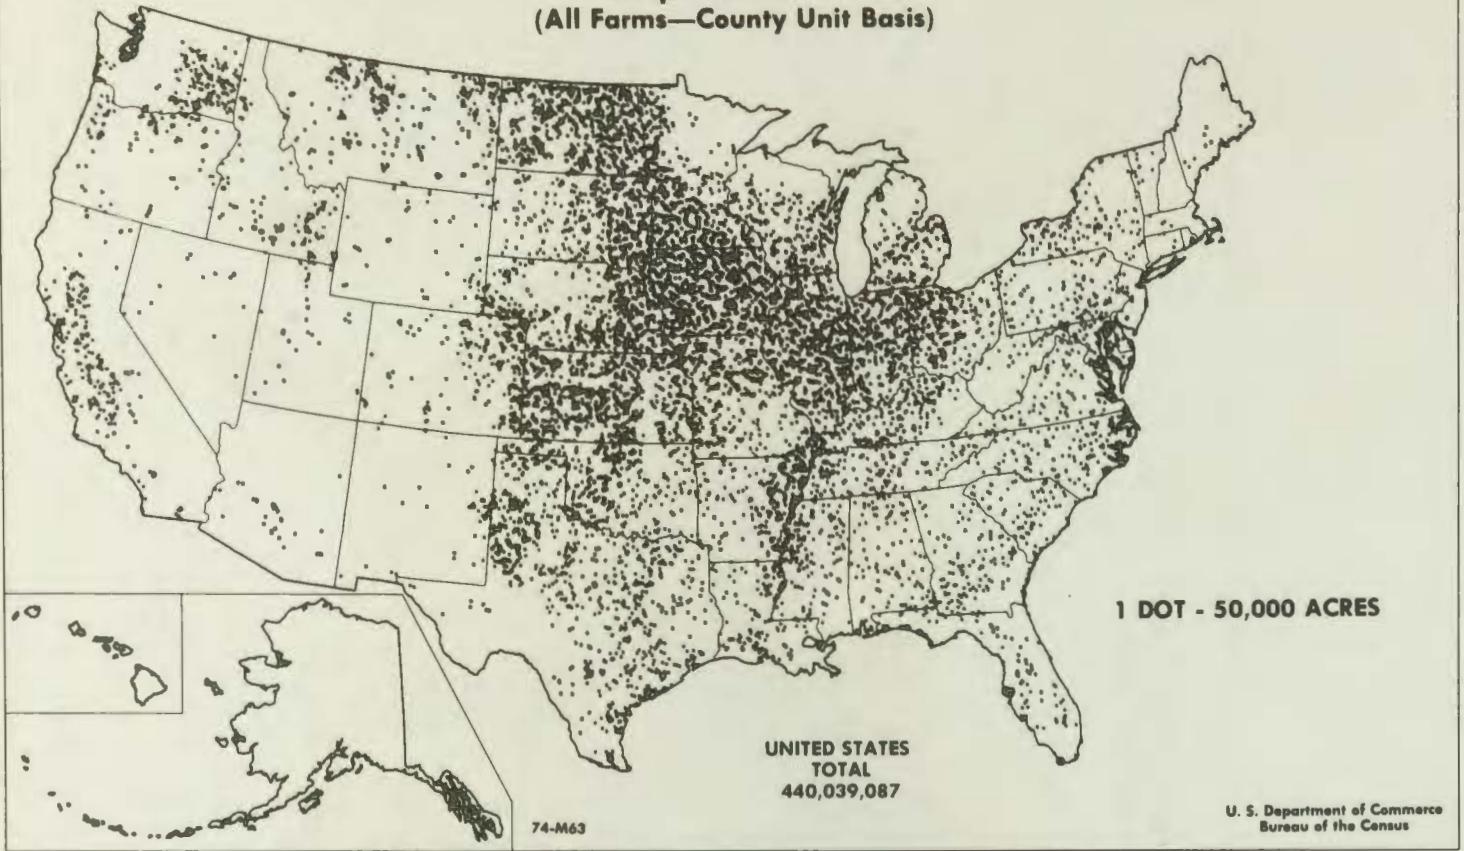 (All Farms—County Unit Basis)
1 DOT - 50,000 ACRES
UNITED STATES
TOTAL
440,039,087
74-M63
U. S. Department of Commerce
Bureau of the Census